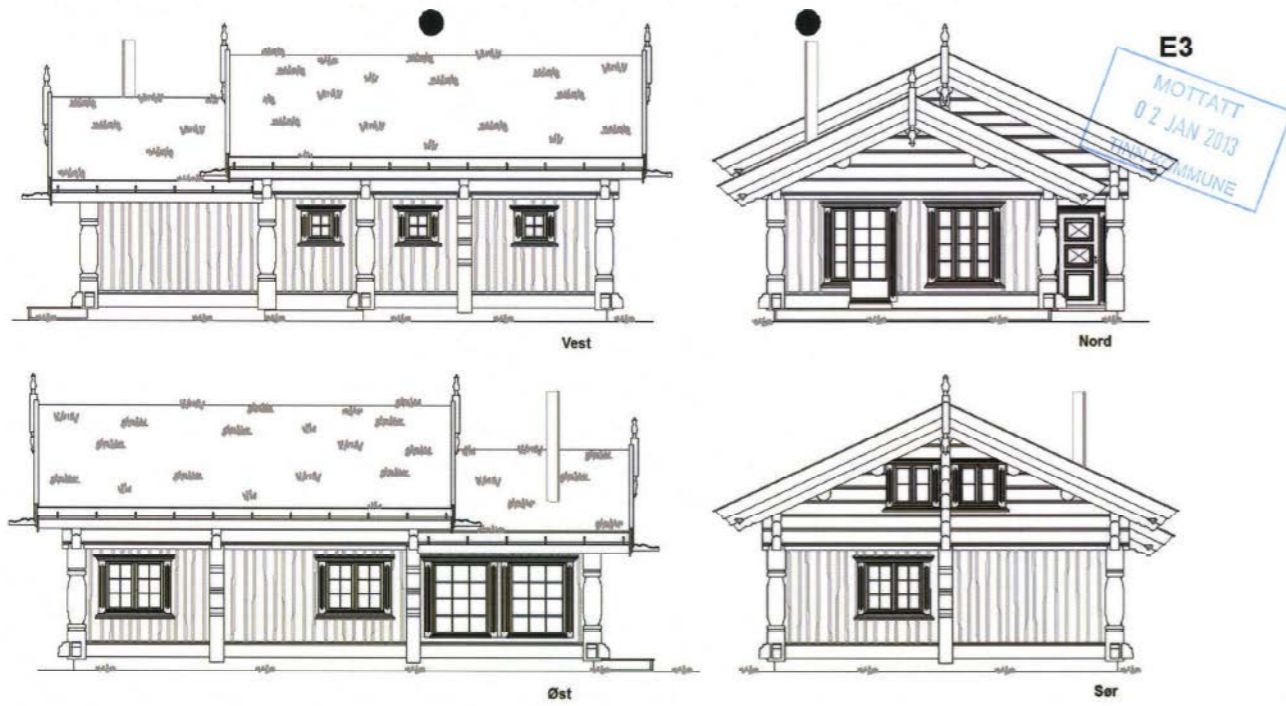 E3
MOTTATT
02 JAN 2013
TINN KOMMUNE
Vest
Nord
Øst
Sør